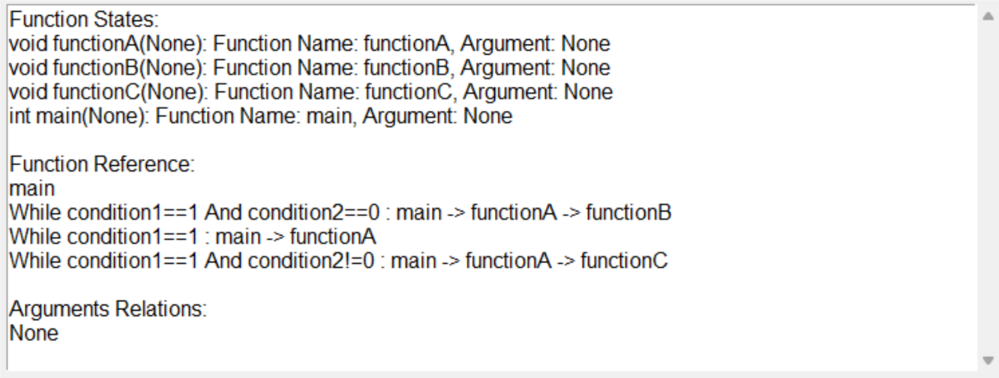 Function States:
void functionA(None): Function Name: functionA, Argument: None
void functionB(None): Function Name: functionB, Argument: None
void functionC(None): Function Name: functionC, Argument: None
int main(None): Function Name: main, Argument: None
Function Reference:
main
While condition1==1 And condition2==0 : main -> functionA -> functionB
While condition1==1 : main -> functionA
While condition1==1 And condition2!=0 : main -> functionA -> functionC
Arguments Relations:
None